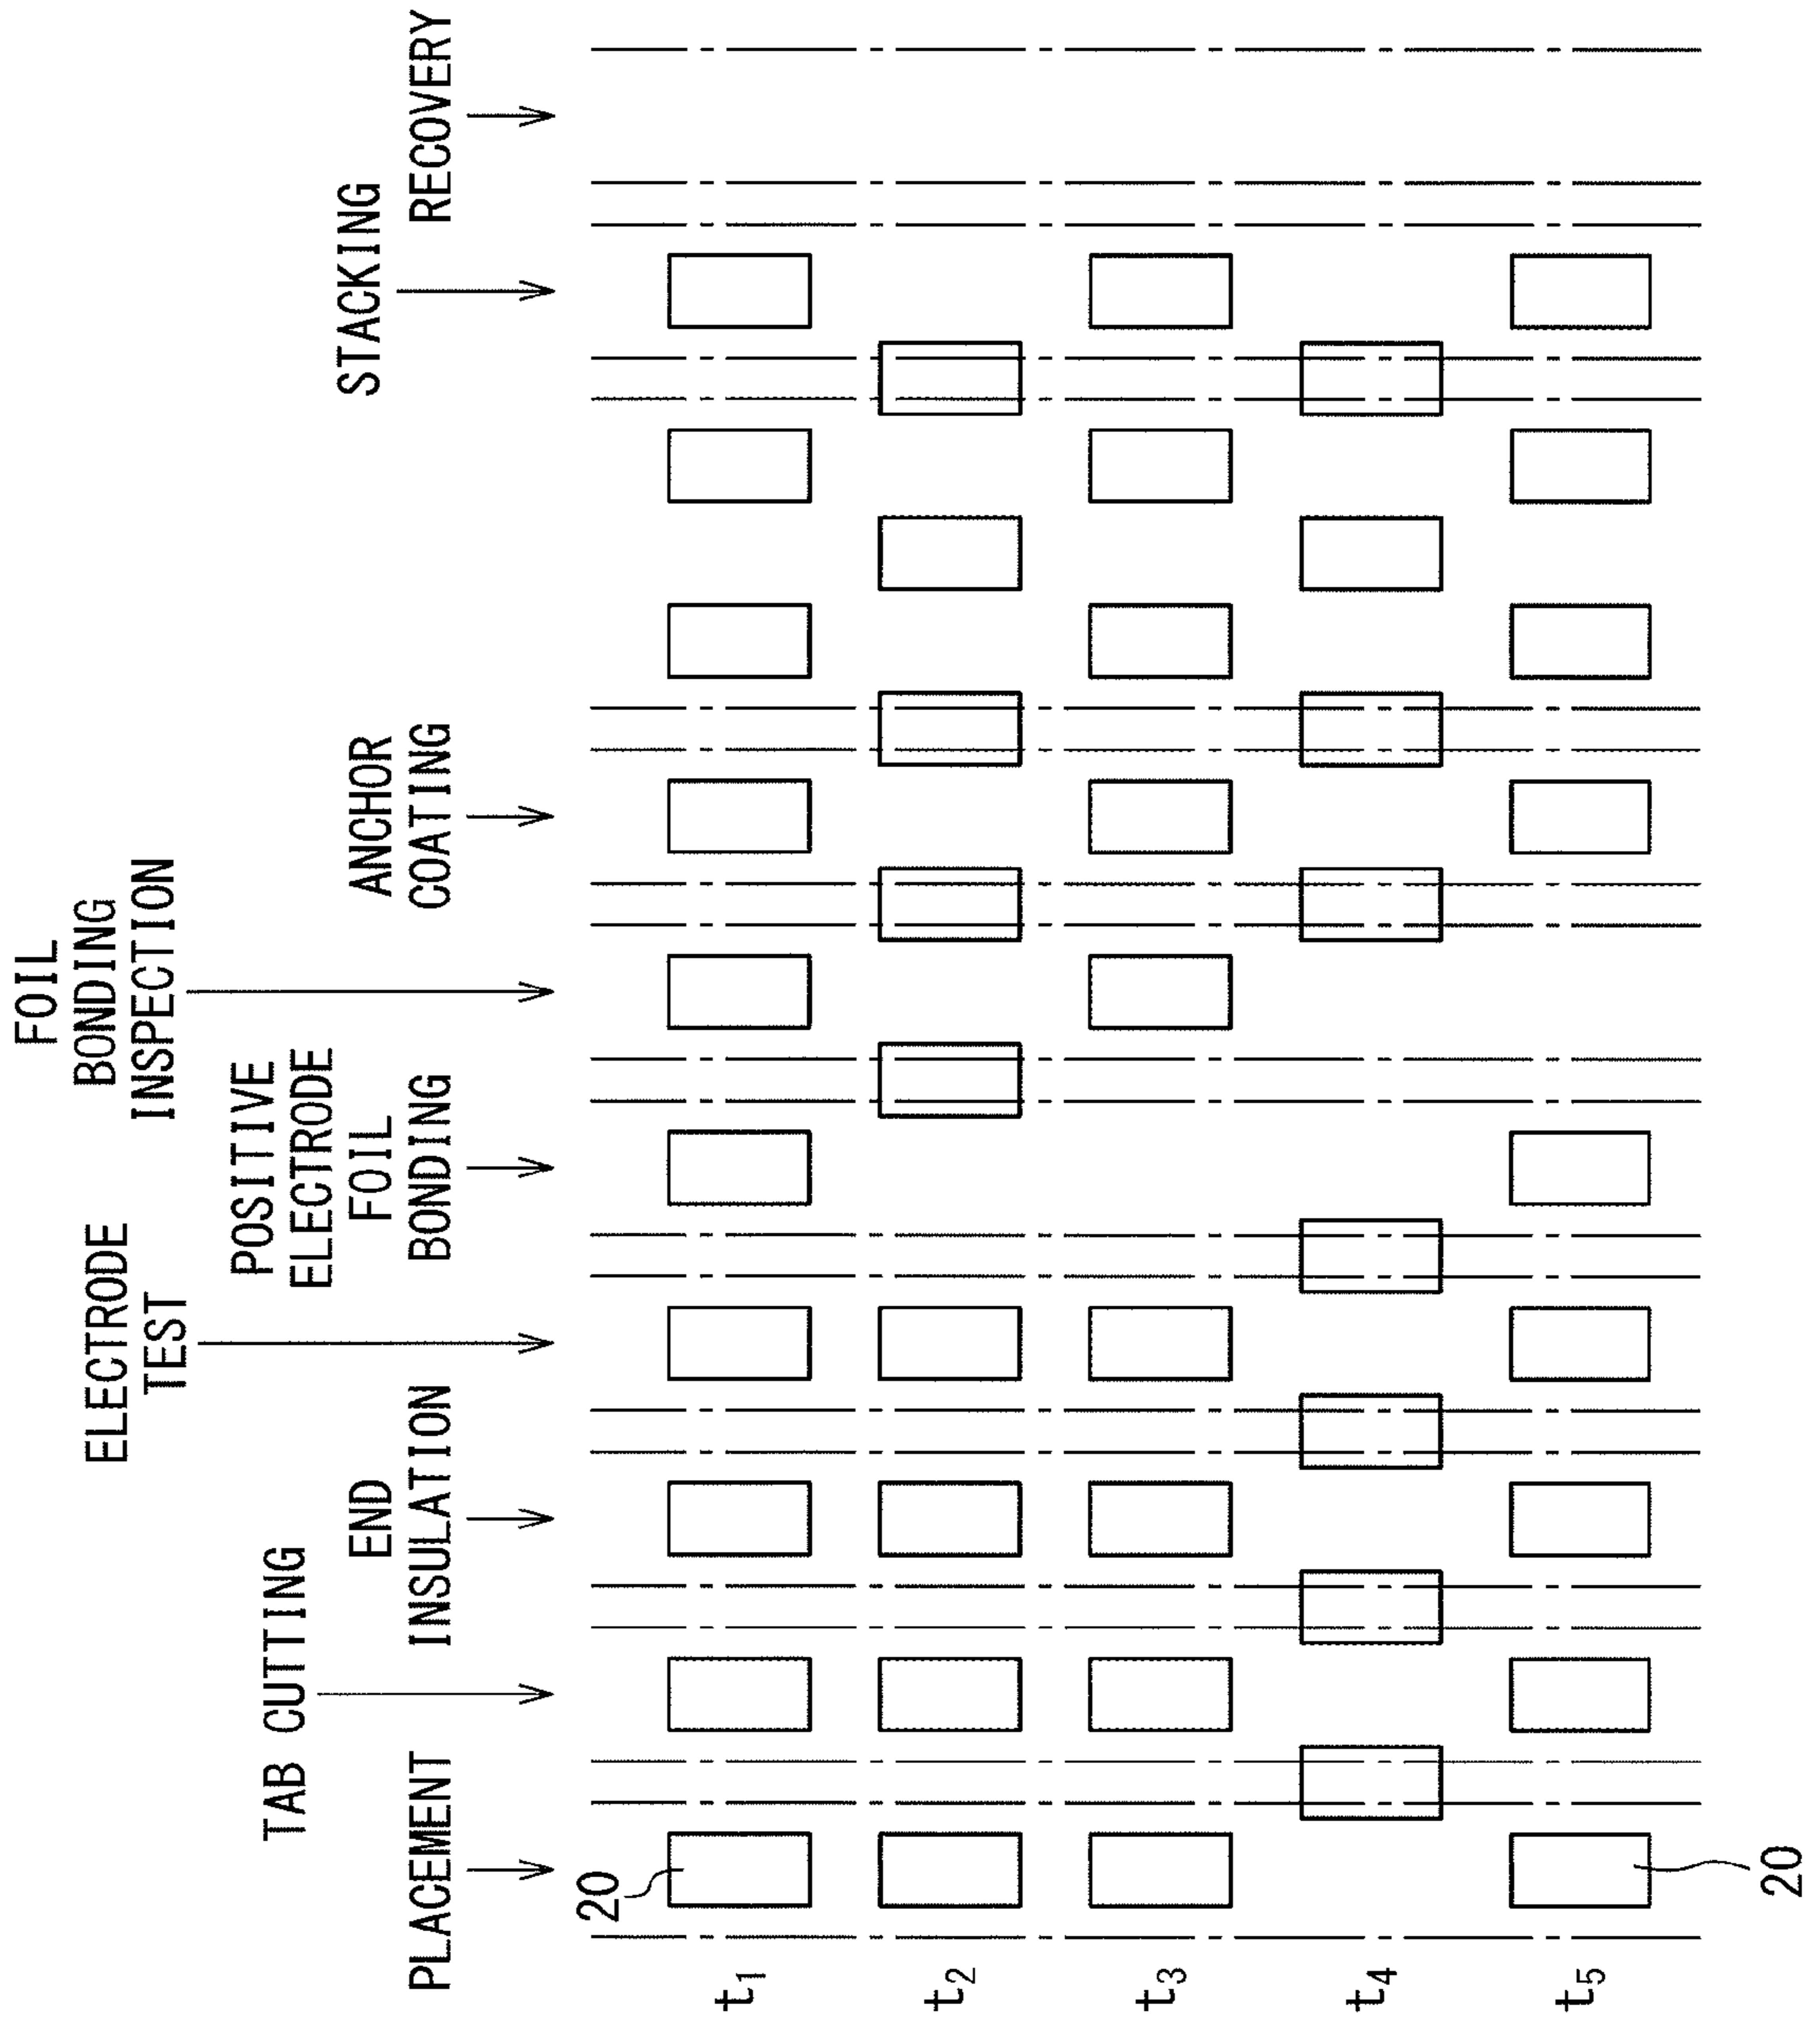 PLACEMENT
TAB CUTTING
END
INSULATION
ELECTRODE
TEST
POSITIVE
ELECTRODE
FOIL
BONDING
FOIL
BONDING
INSPECTION
ANCHOR
COATING
STACKING
RECOVERY
t1
20
t2
t3
t4
t5
20